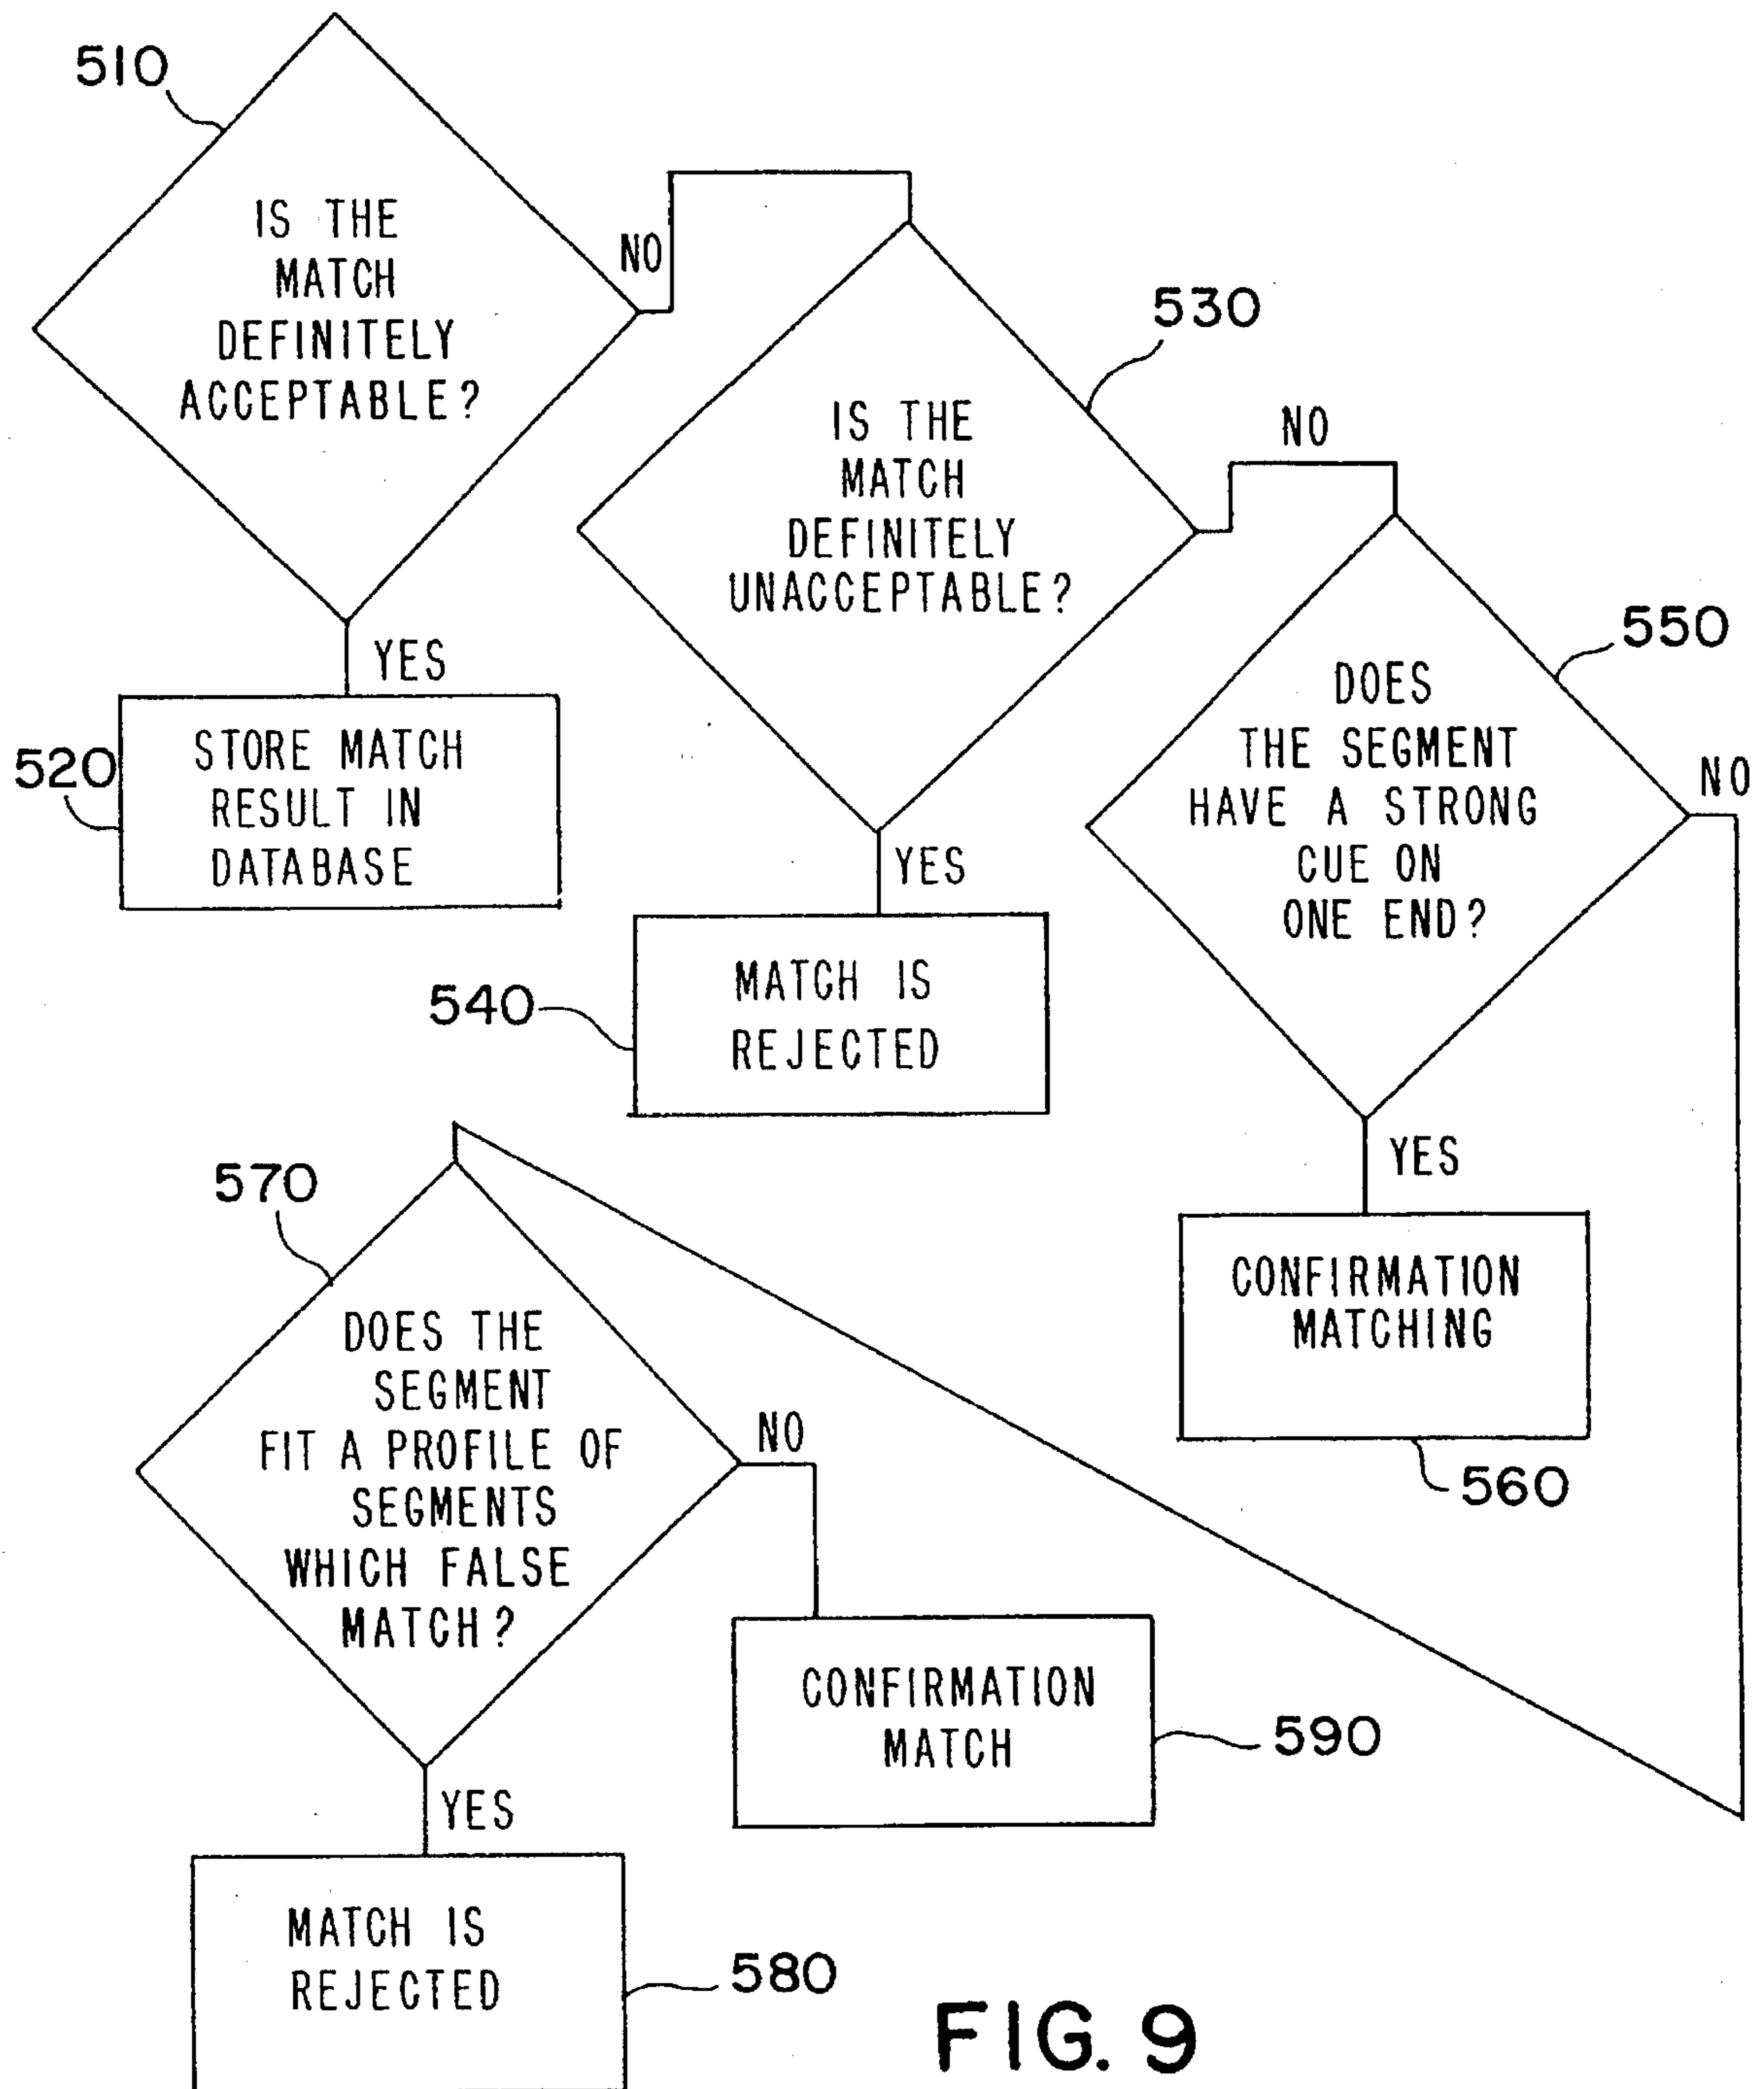 510
IS THE
MATCH
DEFINITELY
ACCEPTABLE?
NO
YES
520
STORE MATCH
RESULT IN
DATABASE
530
IS THE
MATCH
DEFINITELY
UNACCEPTABLE?
NO
YES
540
MATCH IS
REJECTED
550
DOES
THE SEGMENT
HAVE A STRONG
CUE ON
ONE END?
NO
YES
CONFIRMATION
MATCHING
560
570
DOES THE
SEGMENT
FIT A PROFILE OF
SEGMENTS
WHICH FALSE
MATCH?
NO
CONFIRMATION
MATCH
590
YES
MATCH IS
REJECTED
580
FIG. 9